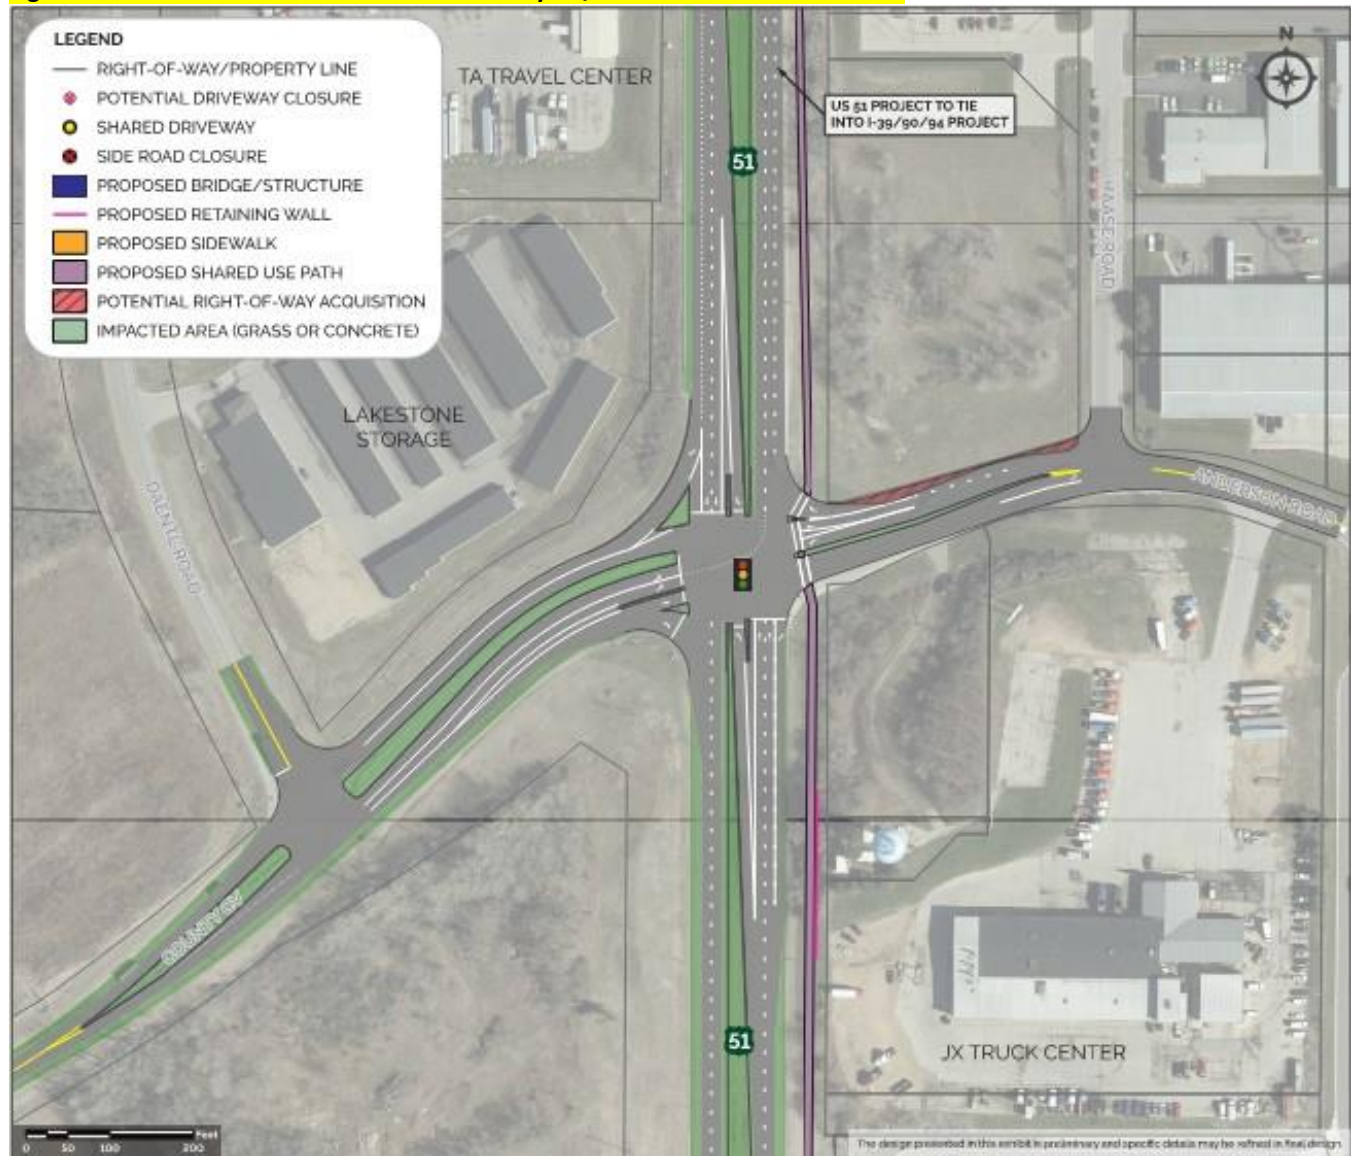 LEGEND
RIGHT-OF-WAY/PROPERTY LINE
POTENTIAL DRIVEWAY CLOSURE
SHARED DRIVEWAY
SIDE ROAD CLOSURE
PROPOSED BRIDGE/STRUCTURE
PROPOSED RETAINING WALL
PROPOSED SIDEWALK
PROPOSED SHARED USE PATH
POTENTIAL RIGHT-OF-WAY ACQUISITION
IMPACTED AREA (GRASS OR CONCRETE)
TA TRAVEL CENTER
N
US 51 PROJECT TO TIE
INTO I-39/90/94 PROJECT
51
HAASE ROAD
LAKESTONE
STORAGE
DAENTL ROAD
ANDERSON ROAD
COUNTY CV
51
JX TRUCK CENTER
Feet
0 50 100 200
The design presented in this exhibit is preliminary and specific details may be refined in final design.